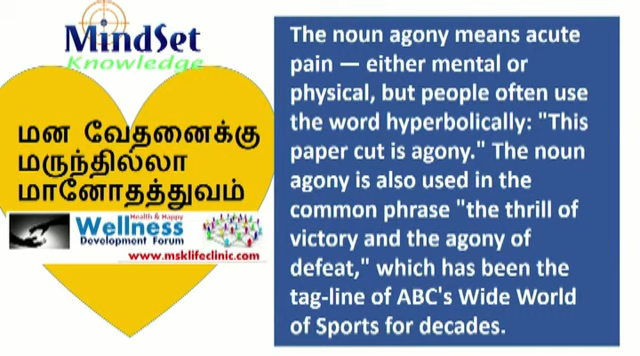 MindSet
Knowledge
மன வேதனைக்கு
மருந்தில்லா
மானோதத்துவம்
Health & Happy
Wellness
Development Forum
www.msklifeclinic.com
The noun agony means acute
pain — either mental or
physical, but people often use
the word hyperbolically: "This
paper cut is agony." The noun
agony is also used in the
common phrase "the thrill of
victory and the agony of
defeat," which has been the
tag-line of ABC's Wide World
of Sports for decades.